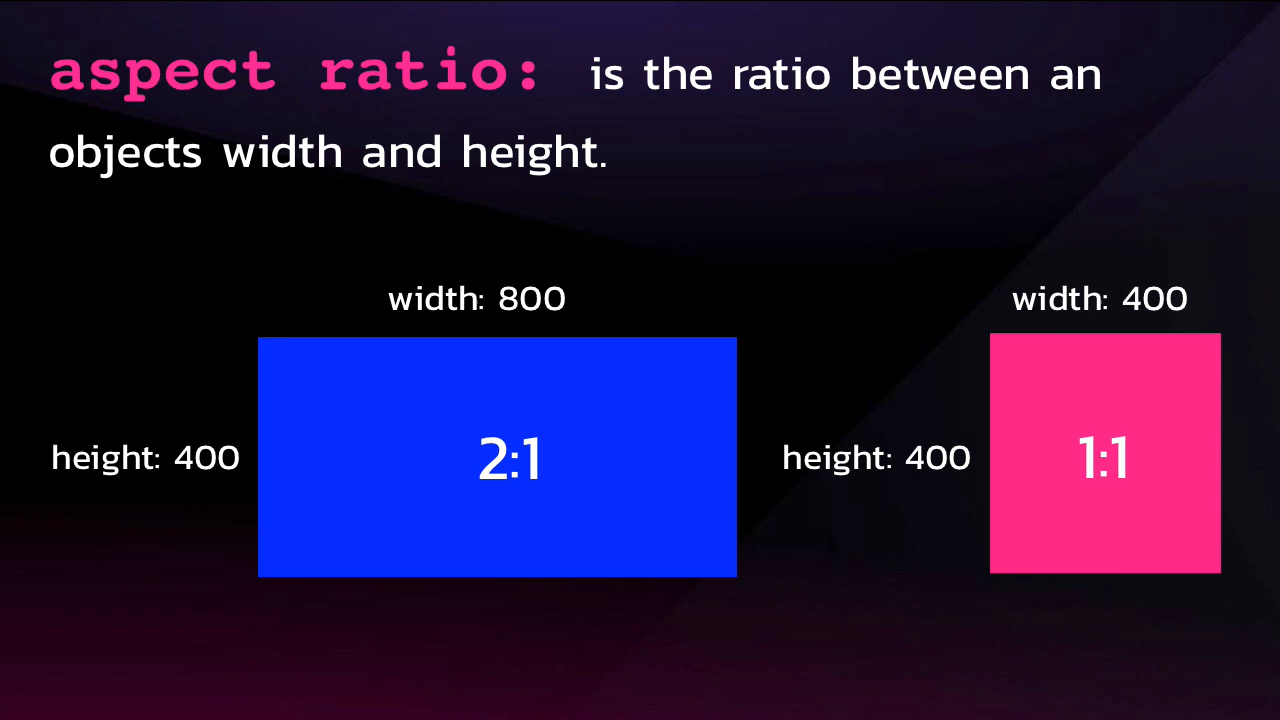 aspect ratio: is the ratio between an
objects width and height.
width: 800
height: 400
2:1
width: 400
height: 400
1:1